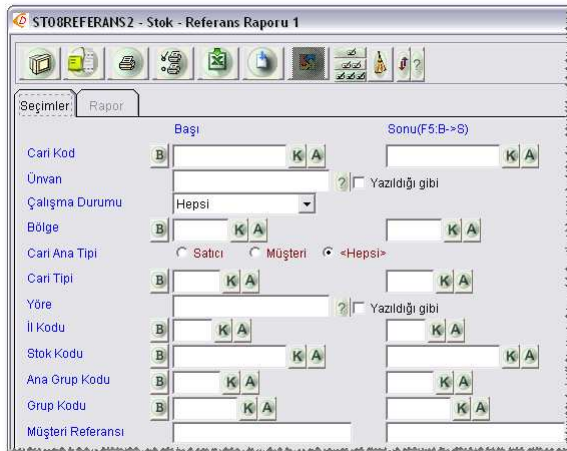 ST08REFERANS2 - Stok - Referans Raporu 1
Seçimler Rapor
Başı Sonu(F5:B->S)
Cari Kod B K A K A
Ünvan ? Yazıldığı gibi
Çalışma Durumu Hepsi
Bölge B K A K A
Cari Ana Tipi Satıcı Müşteri <Hepsi>
Cari Tipi B K A K A
Yöre ? Yazıldığı gibi
İl Kodu B K A K A
Stok Kodu B K A K A
Ana Grup Kodu B K A K A
Grup Kodu B K A K A
Müşteri Referansı